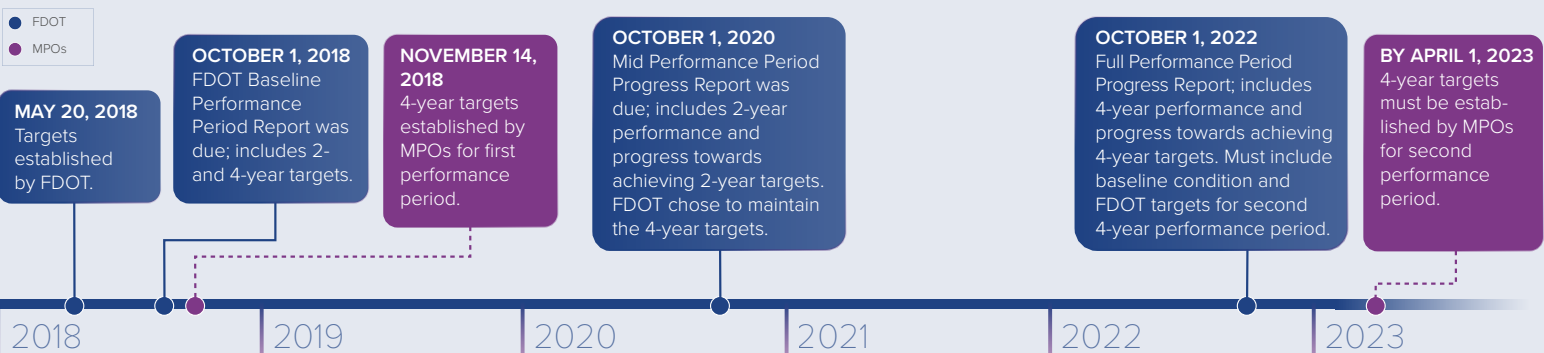 FDOT
MPOs
MAY 20, 2018
Targets
established
by FDOT.
OCTOBER 1, 2018
FDOT Baseline
Performance
Period Report was
due; includes 2-
and 4-year targets.
NOVEMBER 14,
2018
4-year targets
established by
MPOs for first
performance
period.
OCTOBER 1, 2020
Mid Performance Period
Progress Report was
due; includes 2-year
performance and
progress towards
achieving 2-year targets.
FDOT chose to maintain
the 4-year targets.
OCTOBER 1, 2022
Full Performance Period
Progress Report; includes
4-year performance and
progress towards achieving
4-year targets. Must include
baseline condition and
FDOT targets for second
4-year performance period.
BY APRIL 1, 2023
4-year targets
must be estab-
lished by MPOs
for second
performance
period.
2018
2019
2020
2021
2022
2023